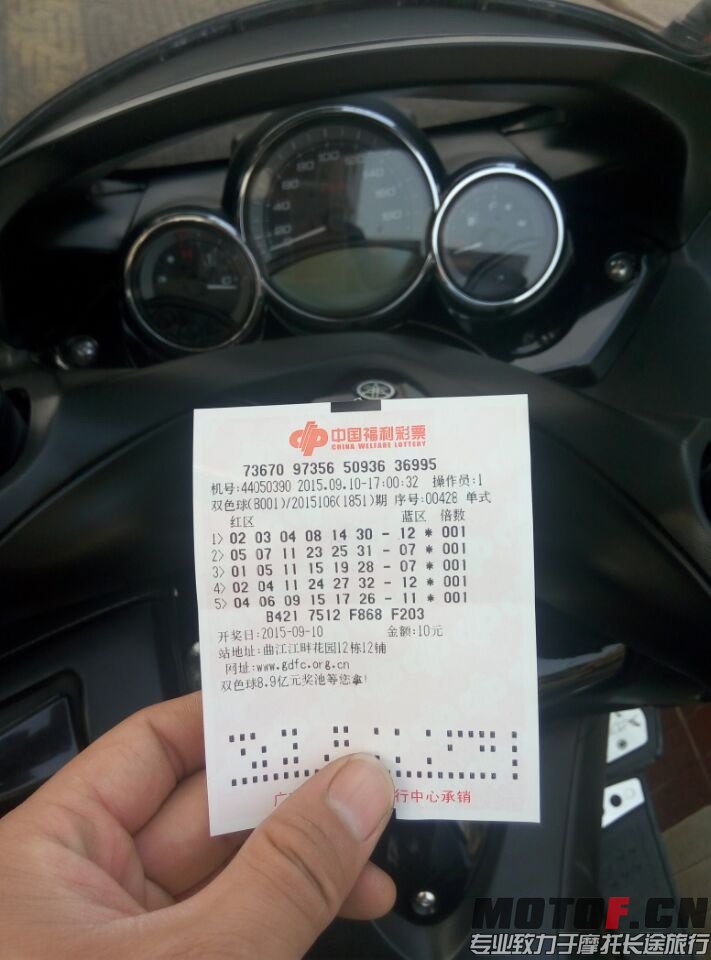 20
40
60
80
100
120
140
160
E
F
中国福利彩票
CHINA WELFARE LOTTERY
73670 97356 50936 36995
机号:44050390 2015.09.10-17:00:32 操作员:1
双色球(B001)/2015106(1851)期 序号:00428 单式
红区 蓝区 倍数
1> 02 03 04 08 14 30 - 12 * 001
2> 05 07 11 23 25 31 - 07 * 001
3> 01 05 11 15 19 28 - 07 * 001
4> 02 04 11 24 27 32 - 12 * 001
5> 04 06 09 15 17 26 - 11 * 001
B421 7512 F868 F203
开奖日:2015-09-10 金额:10元
站地址:曲江江畔花园12栋12铺
网址:www.gdfc.org.cn
双色球8.9亿元奖池等您拿!
行中心承销
MOTOF.CN
专业致力于摩托长途旅行